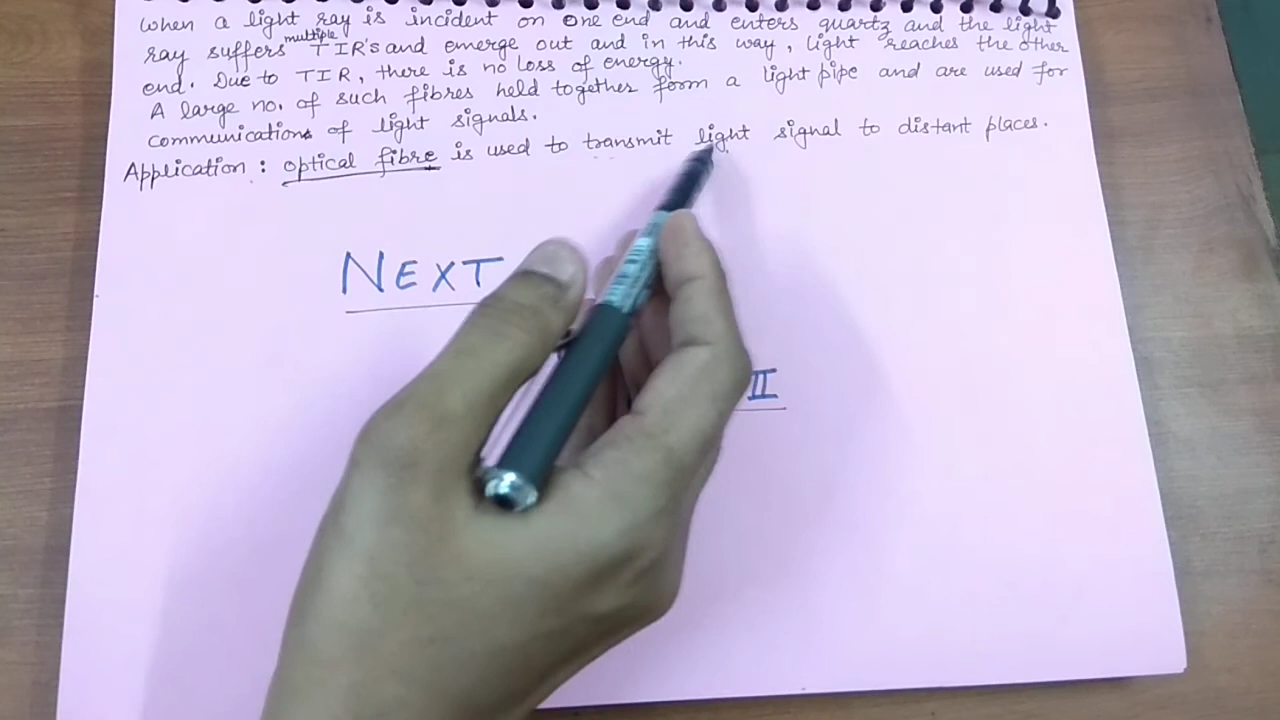 When a light ray is incident on one end and enters quartz and the light
ray suffers multiple TIR's and emerge out and in this way, light reaches the other
end. Due to TIR, there is no loss of energy.
A large no. of such fibres held together form a light pipe and are used for
communications of light signals.
Application : optical fibre is used to transmit light signal to distant places.
NEXT
II